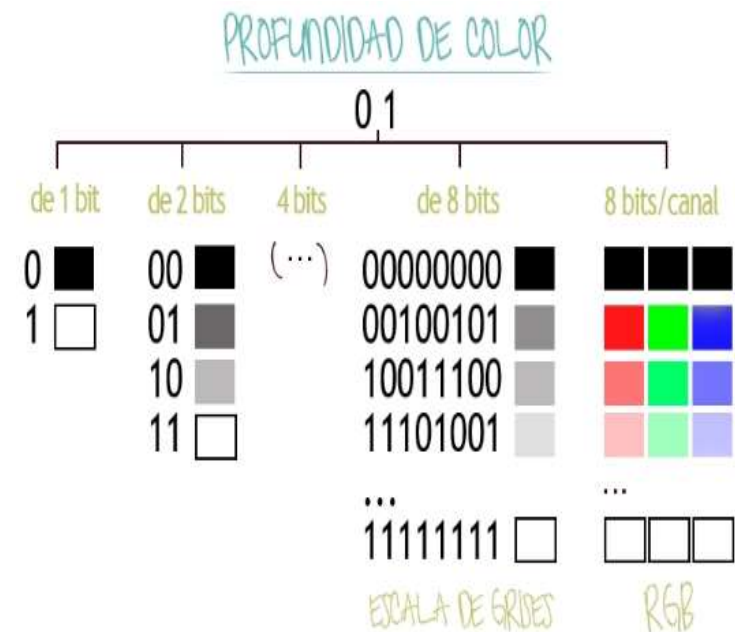 PROFUNDIDAD DE COLOR
0 1
de 1 bit de 2 bits 4 bits de 8 bits 8 bits/canal
0 00 (...) 00000000
1 01 00100101
10 10011100
11 11101001
... ...
11111111
ESCALA DE GRISES RGB